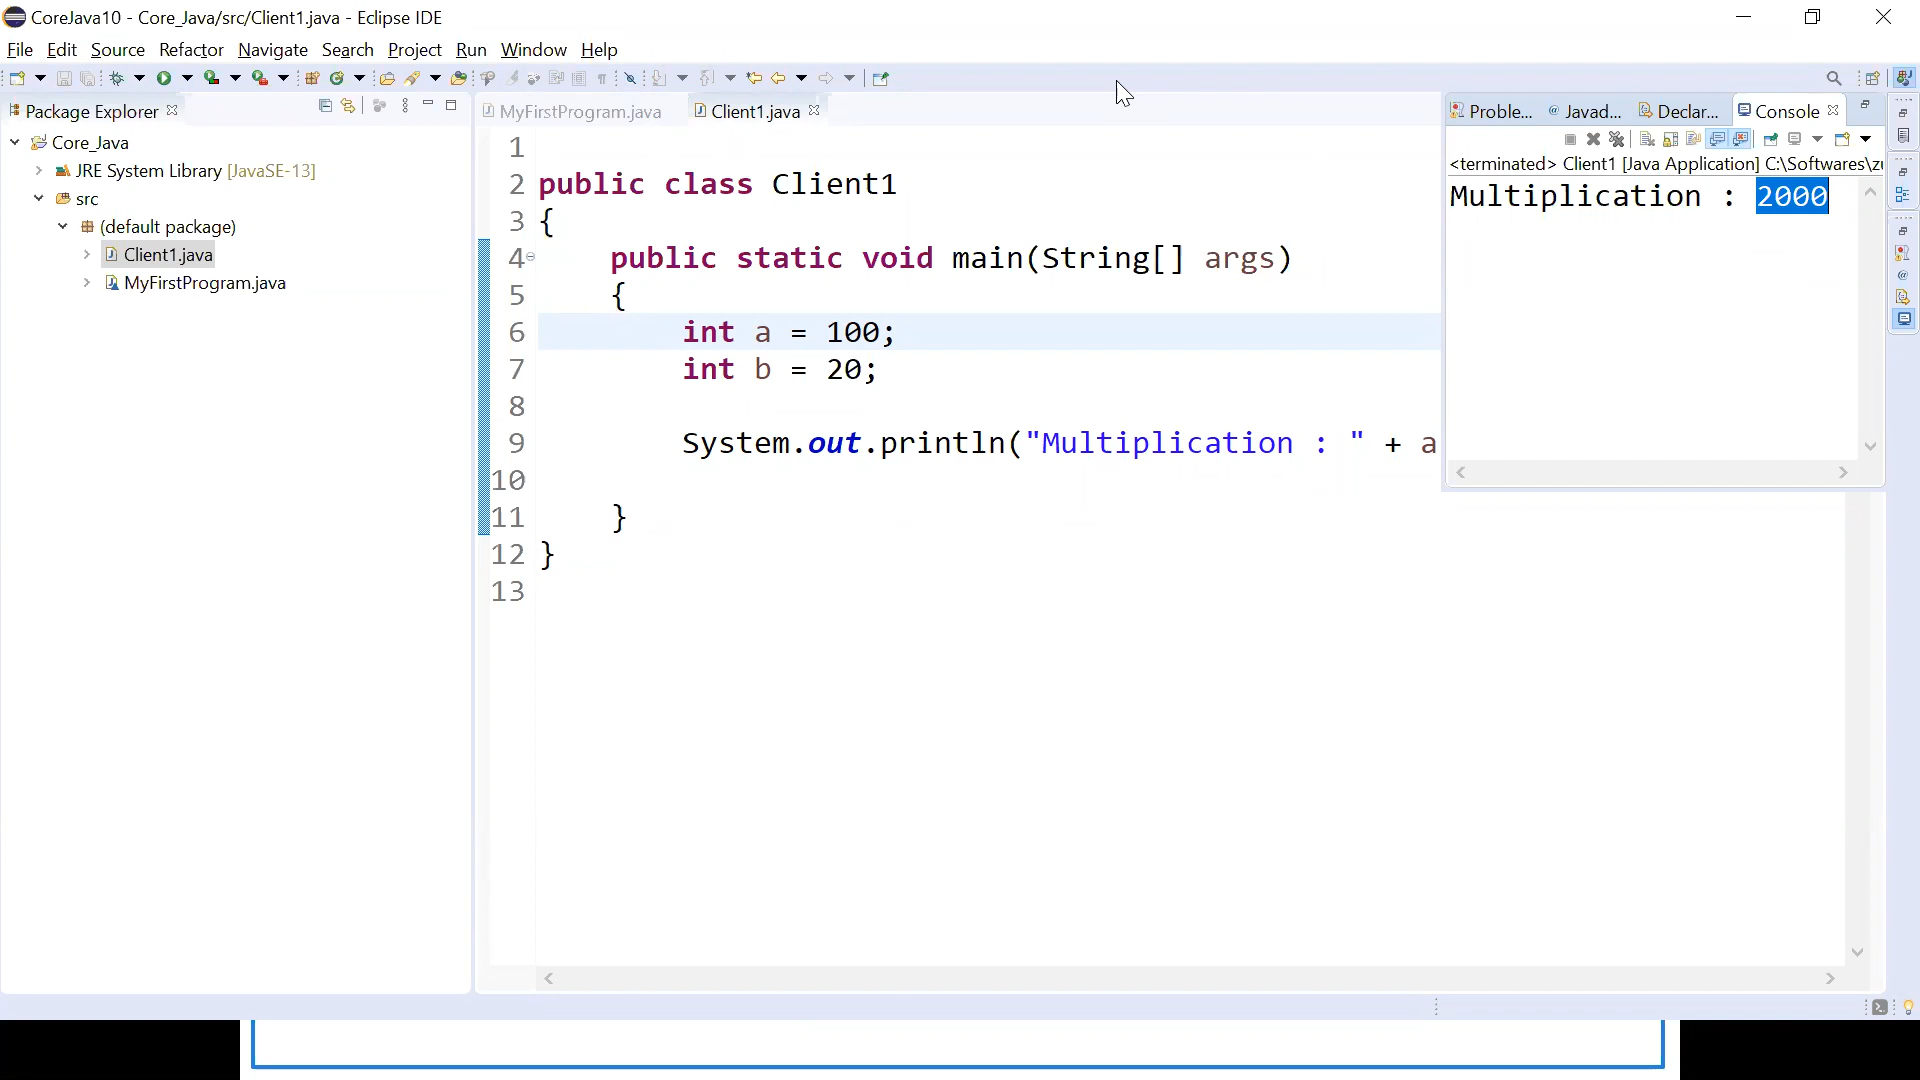 CoreJava10 - Core_Java/src/Client1.java - Eclipse IDE
File Edit Source Refactor Navigate Search Project Run Window Help
Package Explorer
Core_Java
JRE System Library [JavaSE-13]
src
(default package)
Client1.java
MyFirstProgram.java
MyFirstProgram.java Client1.java
1
2 public class Client1
3 {
4 public static void main(String[] args)
5 {
6 int a = 100;
7 int b = 20;
8
9 System.out.println("Multiplication : " + a
10
11 }
12 }
13
Proble... Javad... Declar... Console
<terminated> Client1 [Java Application] C:\Softwares\
Multiplication : 2000